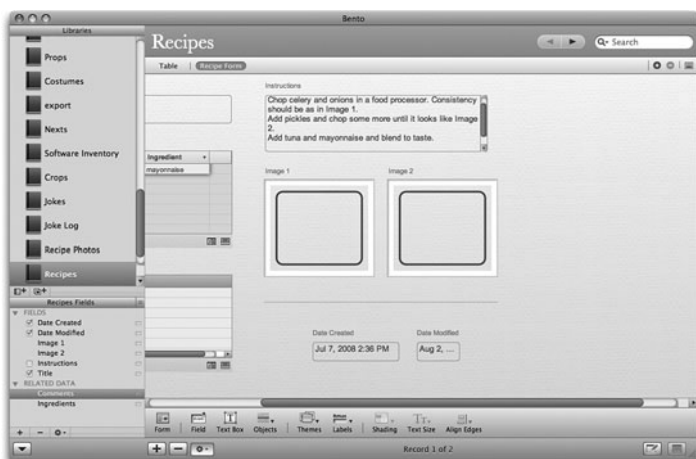 Bento
Libraries
Props
Costumes
export
Nexts
Software Inventory
Crops
Jokes
Joke Log
Recipe Photos
Recipes
Recipes Fields
FIELDS
Date Created
Date Modified
Image 1
Image 2
Instructions
Title
RELATED DATA
Comments
Ingredients
Recipes
Search
Table
Recipe Form
Instructions
Chop celery and onions in a food processor. Consistency
should be as in Image 1.
Add pickles and chop some more until it looks like Image
2.
Add tuna and mayonnaise and blend to taste.
Ingredient
mayonnaise
Image 1
Image 2
Date Created
Date Modified
Jul 7, 2008 2:36 PM
Aug 2, ...
Form
Field
Text Box
Objects
Themes
Labels
Shading
Text Size
Align Edges
Record 1 of 2